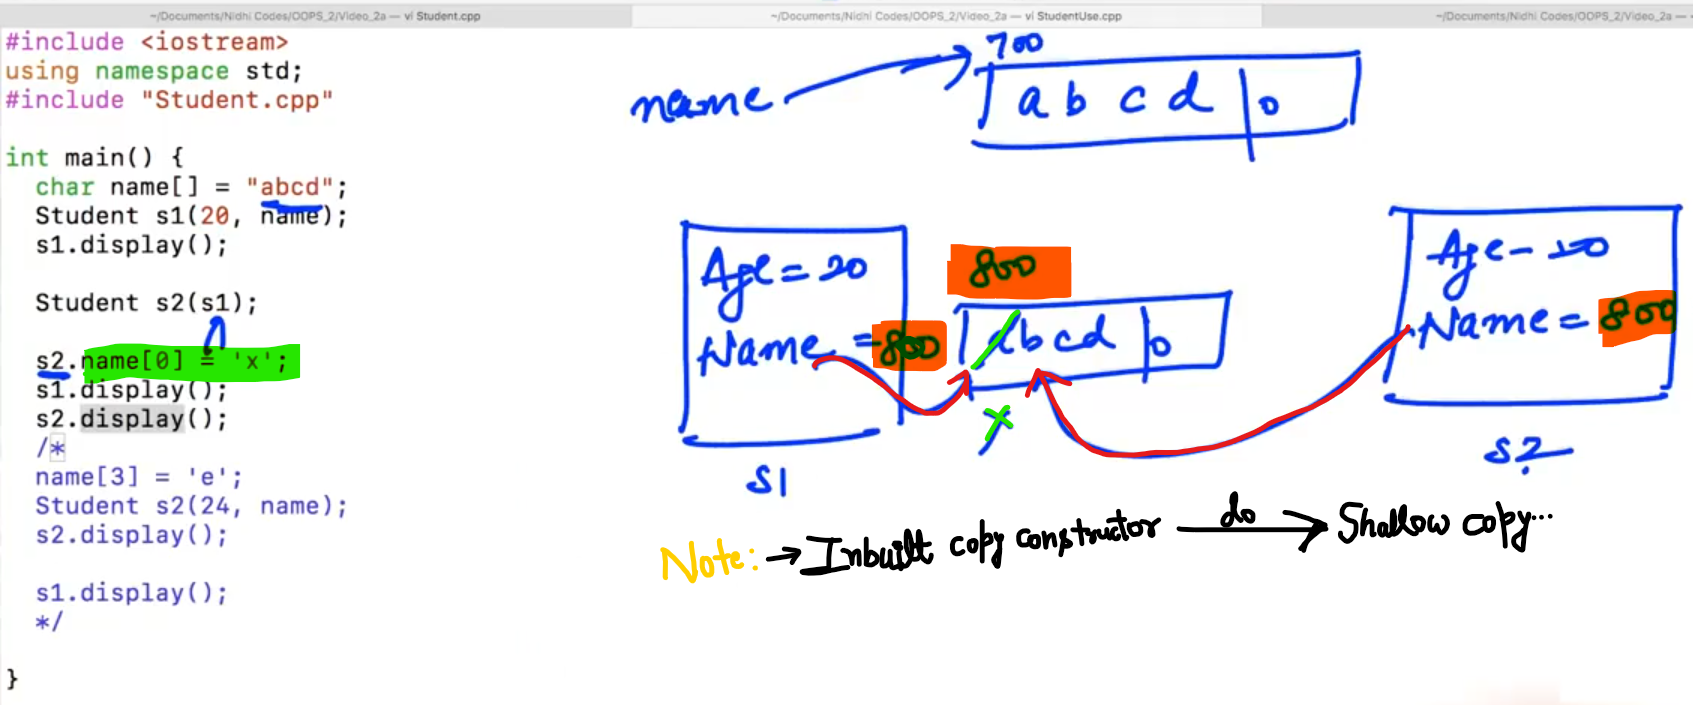 ~/Documents/Nidhi Codes/OOPS_2/Video_2a — vi Student.cpp
~/Documents/Nidhi Codes/OOPS_2/Video_2a — vi StudentUse.cpp
~/Documents/Nidhi Codes/OOPS_2/Video_2a —
#include <iostream>
using namespace std;
#include "Student.cpp"
int main() {
char name[] = "abcd";
Student s1(20, name);
s1.display();
Student s2(s1);
s2.name[0] = 'x';
s1.display();
s2.display();
/*
name[3] = 'e';
Student s2(24, name);
s2.display();
s1.display();
*/
}
700
name
a b c d 0
Age = 20
Name = 800
S1
800
abcd 0
x
Age - 20
Name = 800
S2
Note: → Inbuilt copy constructor do → Shallow copy...